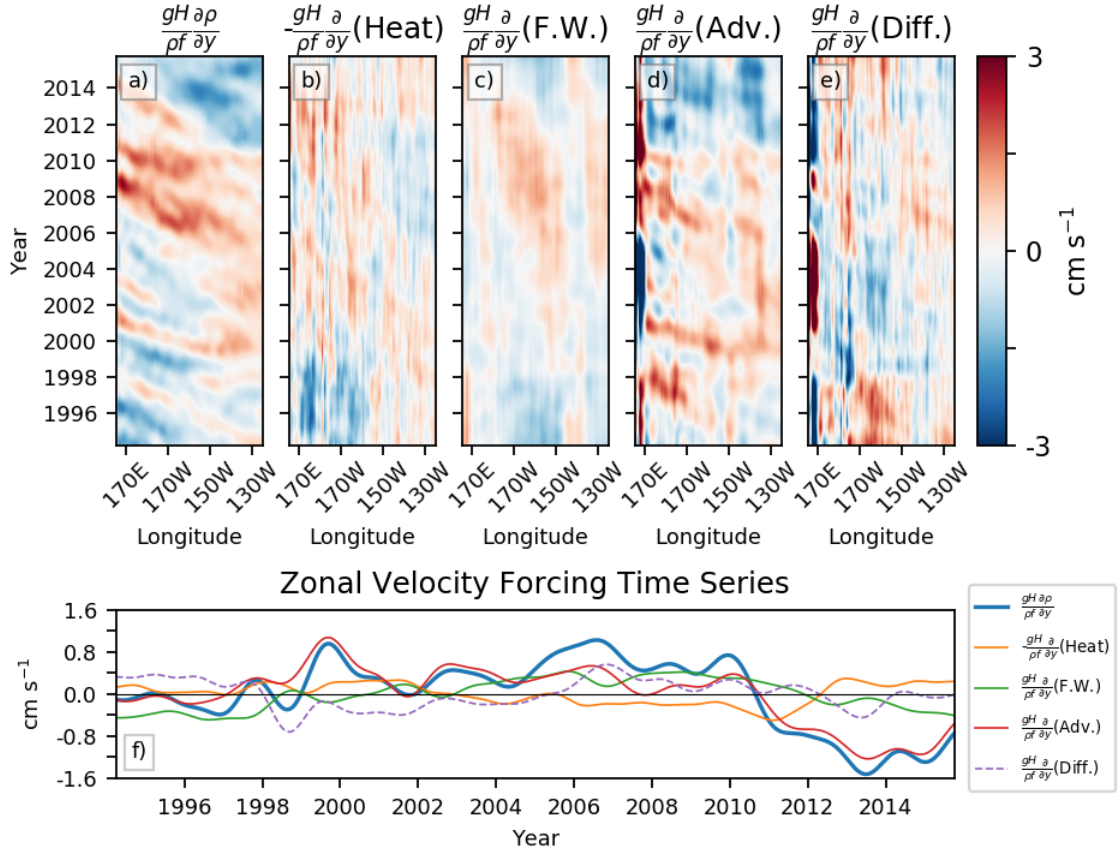 gH/ρf ∂ρ/∂y -gH/ρf ∂/∂y(Heat) gH/ρf ∂/∂y(F.W.) gH/ρf ∂/∂y(Adv.) gH/ρf ∂/∂y(Diff.)
a) b) c) d) e)
2014
2012
2010
2008
2006
2004
2002
2000
1998
1996
Year
3
0
-3
cm s⁻¹
170E 170W 150W 130W 170E 170W 150W 130W 170E 170W 150W 130W 170E 170W 150W 130W 170E 170W 150W 130W
Longitude Longitude Longitude Longitude Longitude
Zonal Velocity Forcing Time Series
1.6
0.8
0.0
-0.8
-1.6
cm s⁻¹
f)
1996 1998 2000 2002 2004 2006 2008 2010 2012 2014
Year
gH/ρf ∂ρ/∂y
-gH/ρf ∂/∂y(Heat)
gH/ρf ∂/∂y(F.W.)
gH/ρf ∂/∂y(Adv.)
gH/ρf ∂/∂y(Diff.)